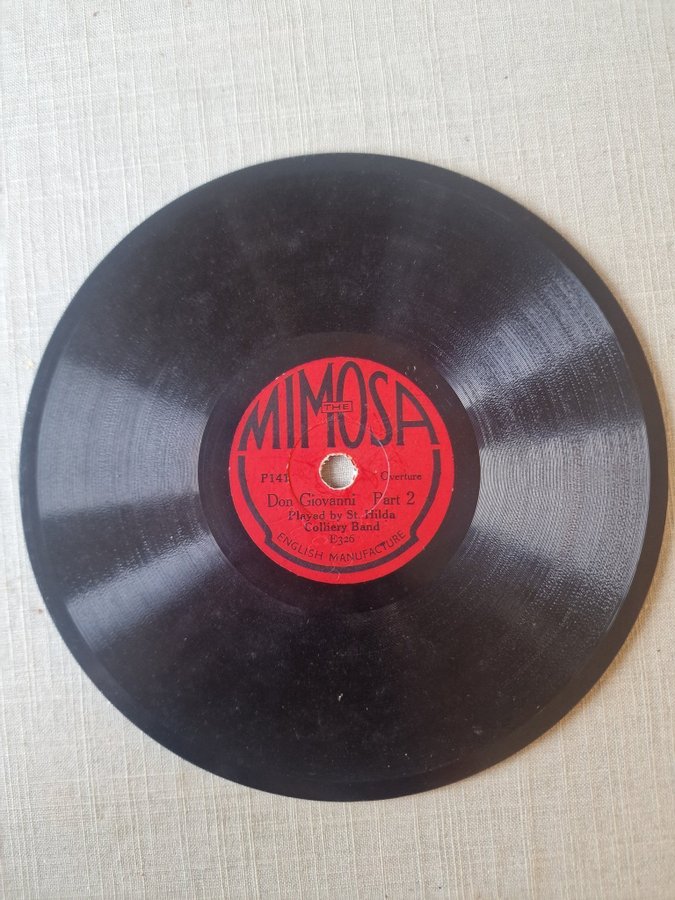 THE
MIMOSA
P141 Overture
Don Giovanni Part 2
Played by St. Hilda
Colliery Band
E326
ENGLISH MANUFACTURE